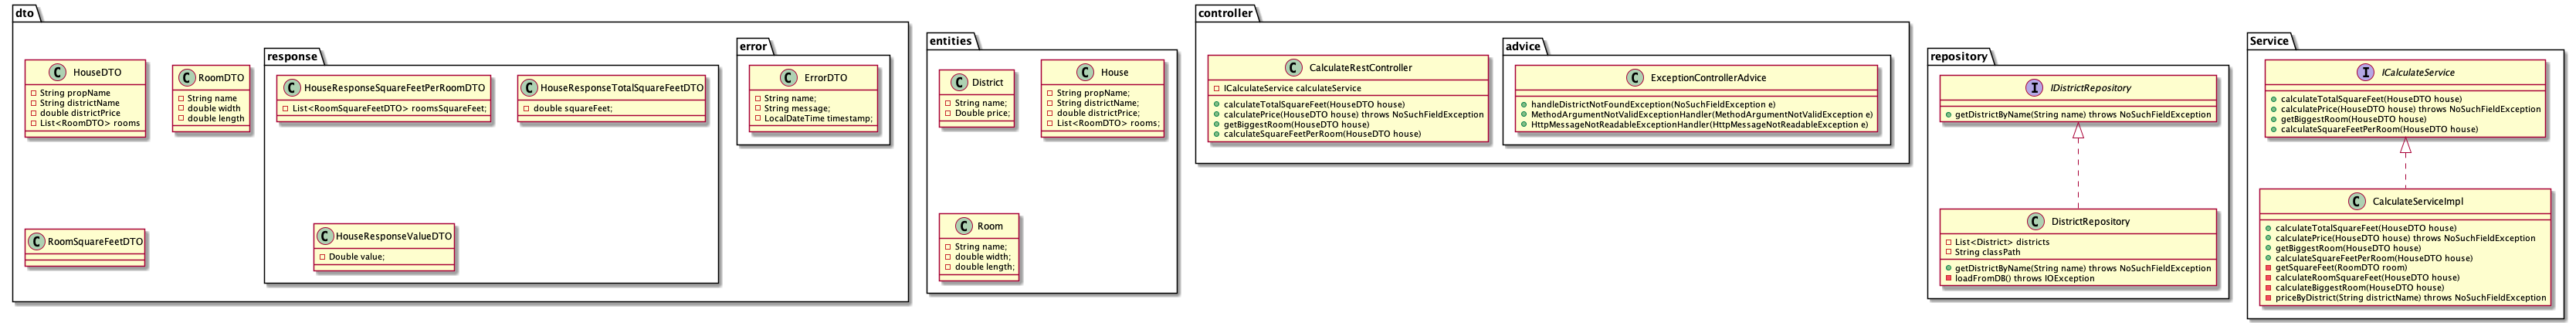 dto
HouseDTO
String propName
String districtName
double districtPrice
List<RoomDTO> rooms
RoomDTO
String name
double width
double length
response
HouseResponseSquareFeetPerRoomDTO
List<RoomSquareFeetDTO> roomsSquareFeet;
HouseResponseTotalSquareFeetDTO
double squareFeet;
HouseResponseValueDTO
Double value;
error
ErrorDTO
String name;
String message;
LocalDateTime timestamp;
RoomSquareFeetDTO
entities
District
String name;
Double price;
House
String propName;
String districtName;
double districtPrice;
List<RoomDTO> rooms;
Room
String name;
double width;
double length;
controller
CalculateRestController
ICalculateService calculateService
calculateTotalSquareFeet(HouseDTO house)
calculatePrice(HouseDTO house) throws NoSuchFieldException
getBiggestRoom(HouseDTO house)
calculateSquareFeetPerRoom(HouseDTO house)
advice
ExceptionControllerAdvice
handleDistrictNotFoundException(NoSuchFieldException e)
MethodArgumentNotValidExceptionHandler(MethodArgumentNotValidException e)
HttpMessageNotReadableExceptionHandler(HttpMessageNotReadableException e)
repository
IDistrictRepository
getDistrictByName(String name) throws NoSuchFieldException
DistrictRepository
List<District> districts
String classPath
getDistrictByName(String name) throws NoSuchFieldException
loadFromDB() throws IOException
Service
ICalculateService
calculateTotalSquareFeet(HouseDTO house)
calculatePrice(HouseDTO house) throws NoSuchFieldException
getBiggestRoom(HouseDTO house)
calculateSquareFeetPerRoom(HouseDTO house)
CalculateServiceImpl
calculateTotalSquareFeet(HouseDTO house)
calculatePrice(HouseDTO house) throws NoSuchFieldException
getBiggestRoom(HouseDTO house)
calculateSquareFeetPerRoom(HouseDTO house)
getSquareFeet(RoomDTO room)
calculateRoomSquareFeet(HouseDTO house)
calculateBiggestRoom(HouseDTO house)
priceByDistrict(String districtName) throws NoSuchFieldException